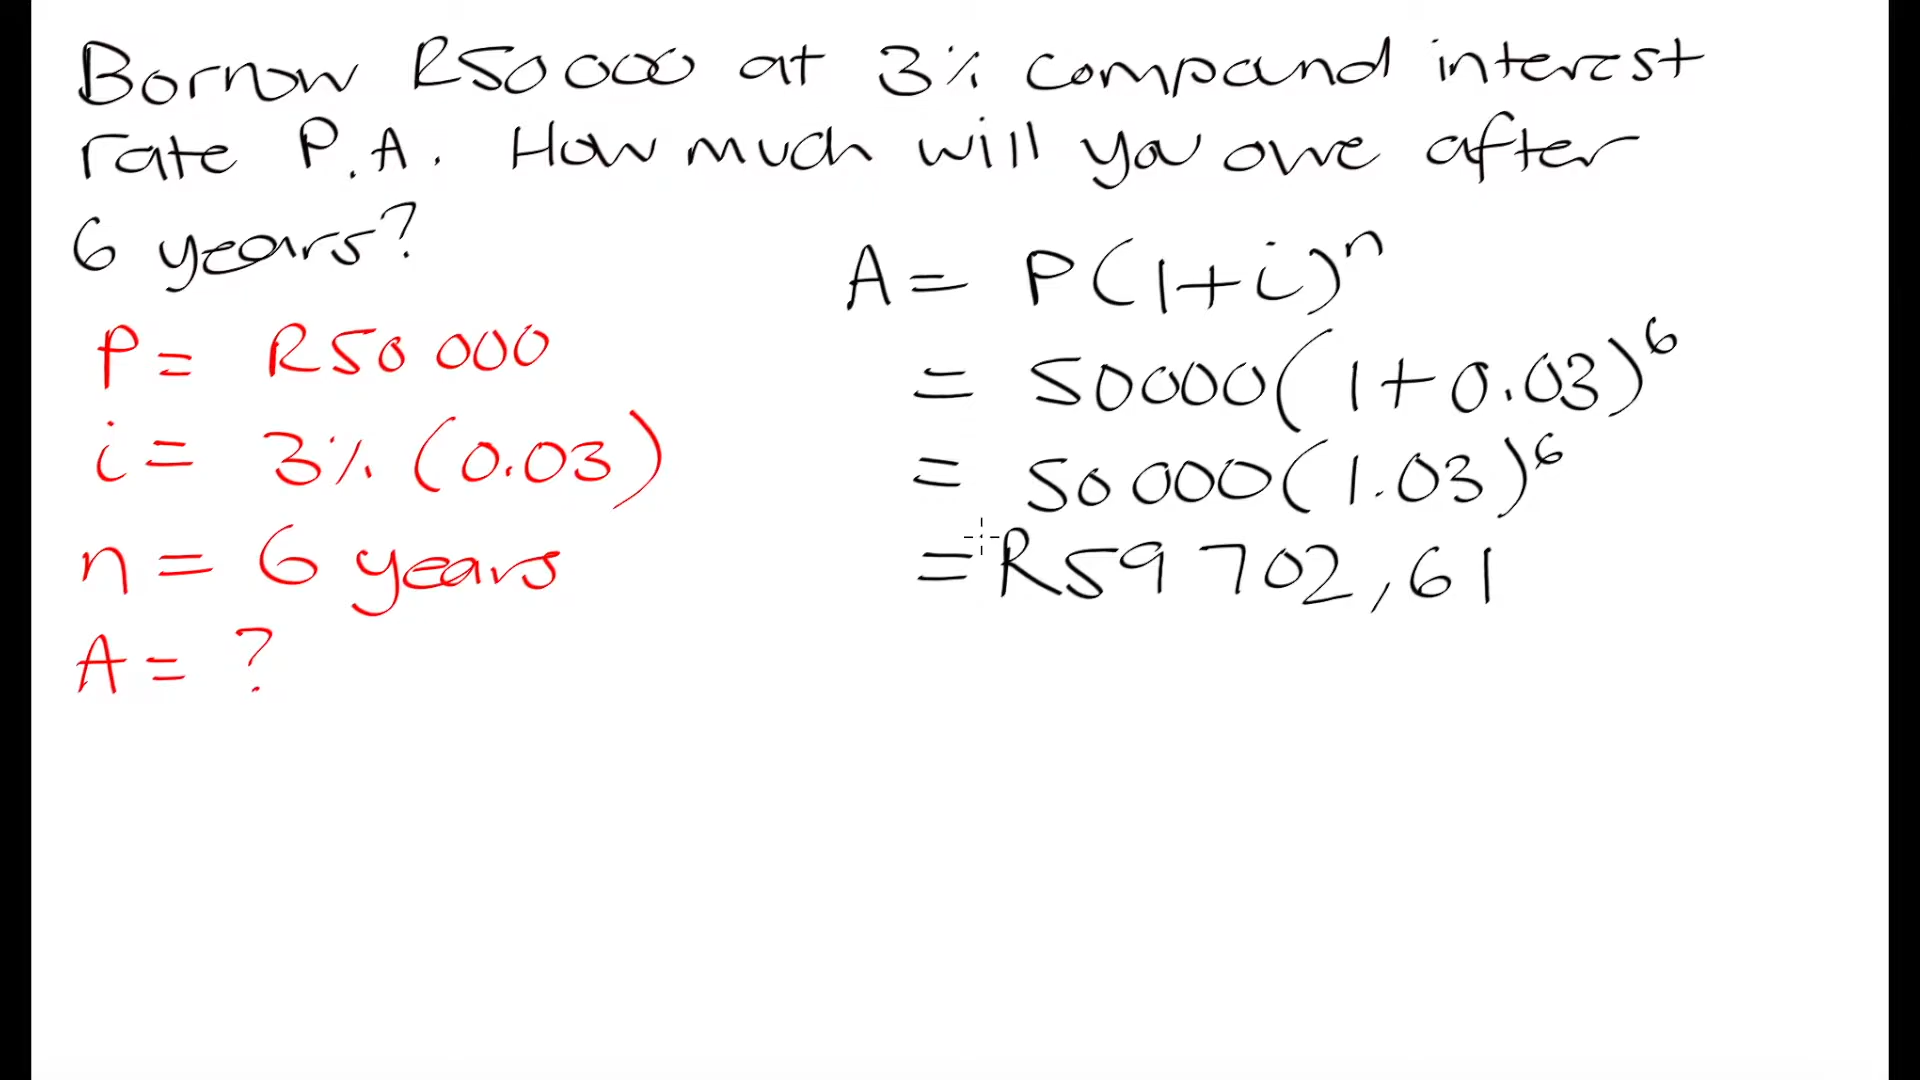 Borrow R50 000 at 3% compound interest
rate P.A. How much will you owe after
6 years?
P = R50 000
i = 3% (0.03)
n = 6 years
A = ?
A = P(1+i)^n
= 50000(1+0.03)^6
= 50 000(1.03)^6
= R59 702,61